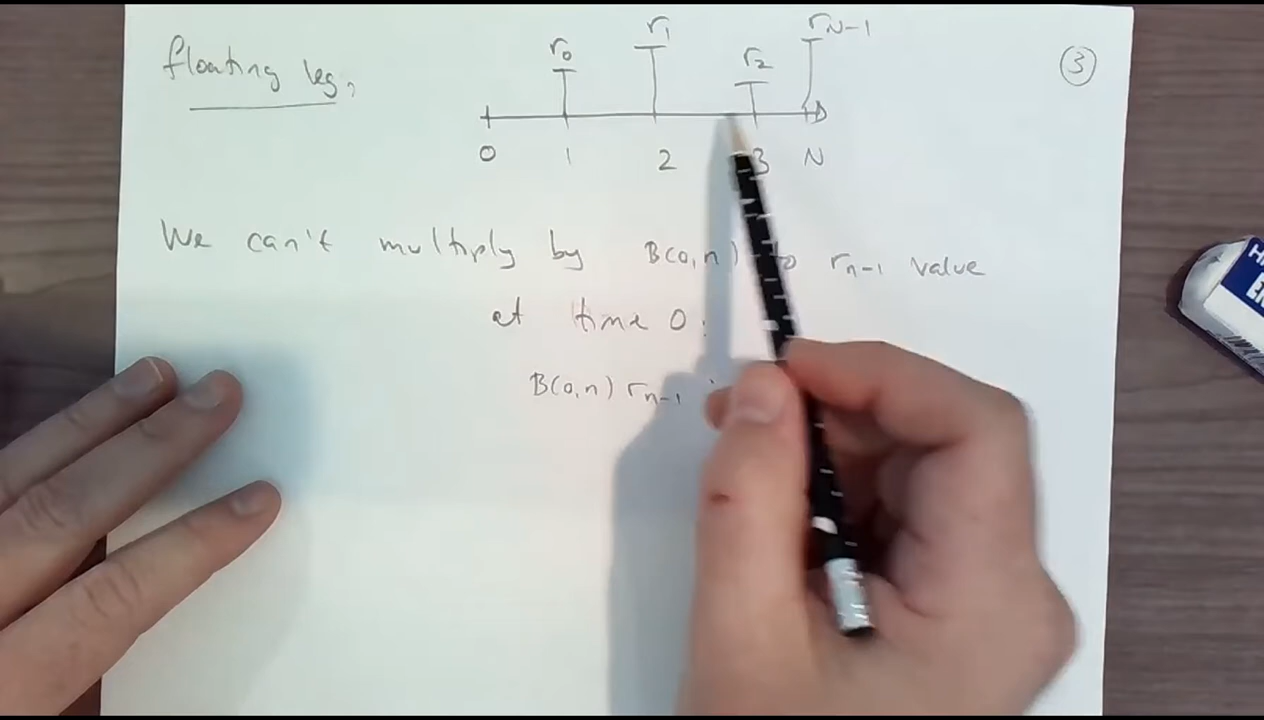 floating leg,
r0 r1 r2 rN-1
3
0 1 2 3 N
We can't multiply by B(0,n) to rn-1 value
at time 0:
B(0,n) rn-1